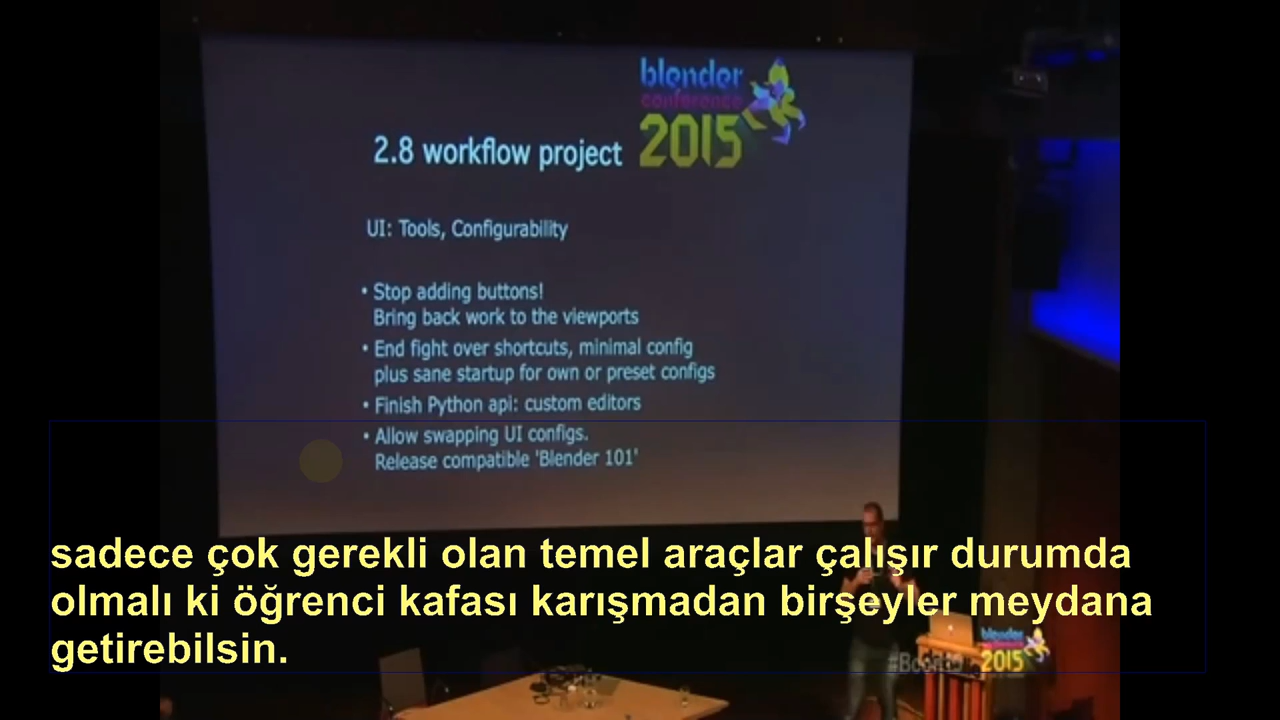 blender
conference
2015
2.8 workflow project
UI: Tools, Configurability
• Stop adding buttons!
Bring back work to the viewports
• End fight over shortcuts, minimal config
plus sane startup for own or preset configs
• Finish Python api: custom editors
• Allow swapping UI configs.
Release compatible 'Blender 101'
sadece çok gerekli olan temel araçlar çalışır durumda
olmalı ki öğrenci kafası karışmadan birşeyler meydana
getirebilsin.
blender
2015